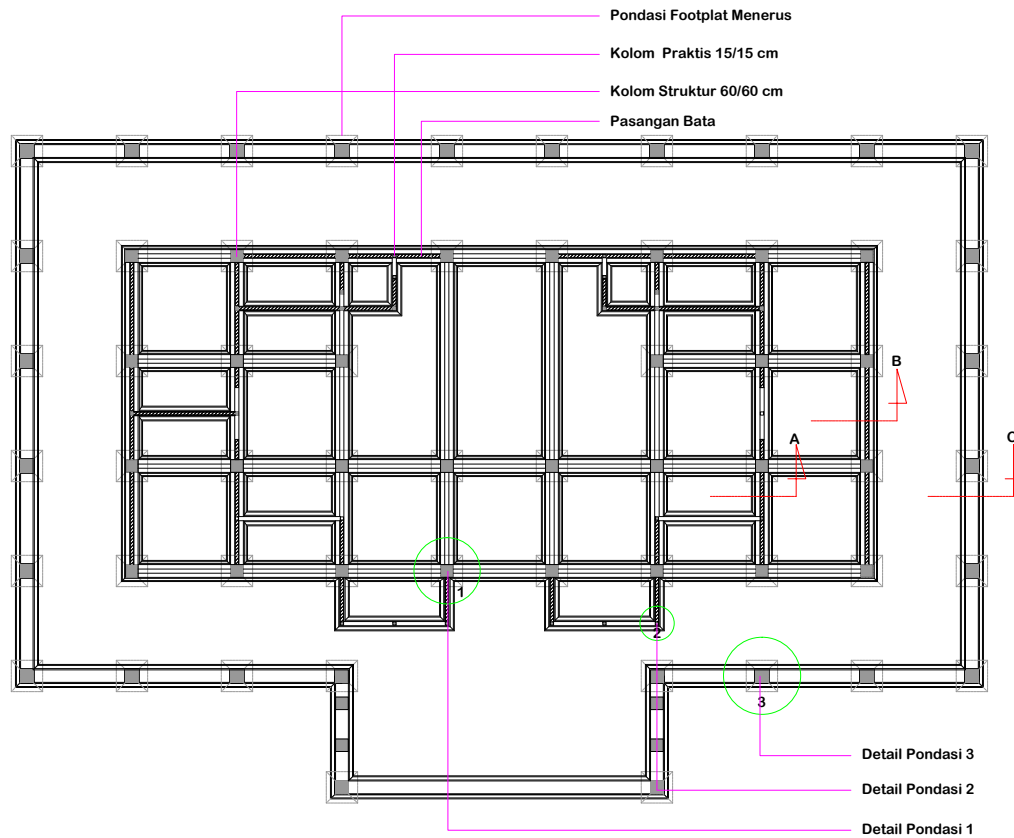 Pondasi Footplat Menerus
Kolom Praktis 15/15 cm
Kolom Struktur 60/60 cm
Pasangan Bata
B
A
C
1
2
3
Detail Pondasi 3
Detail Pondasi 2
Detail Pondasi 1